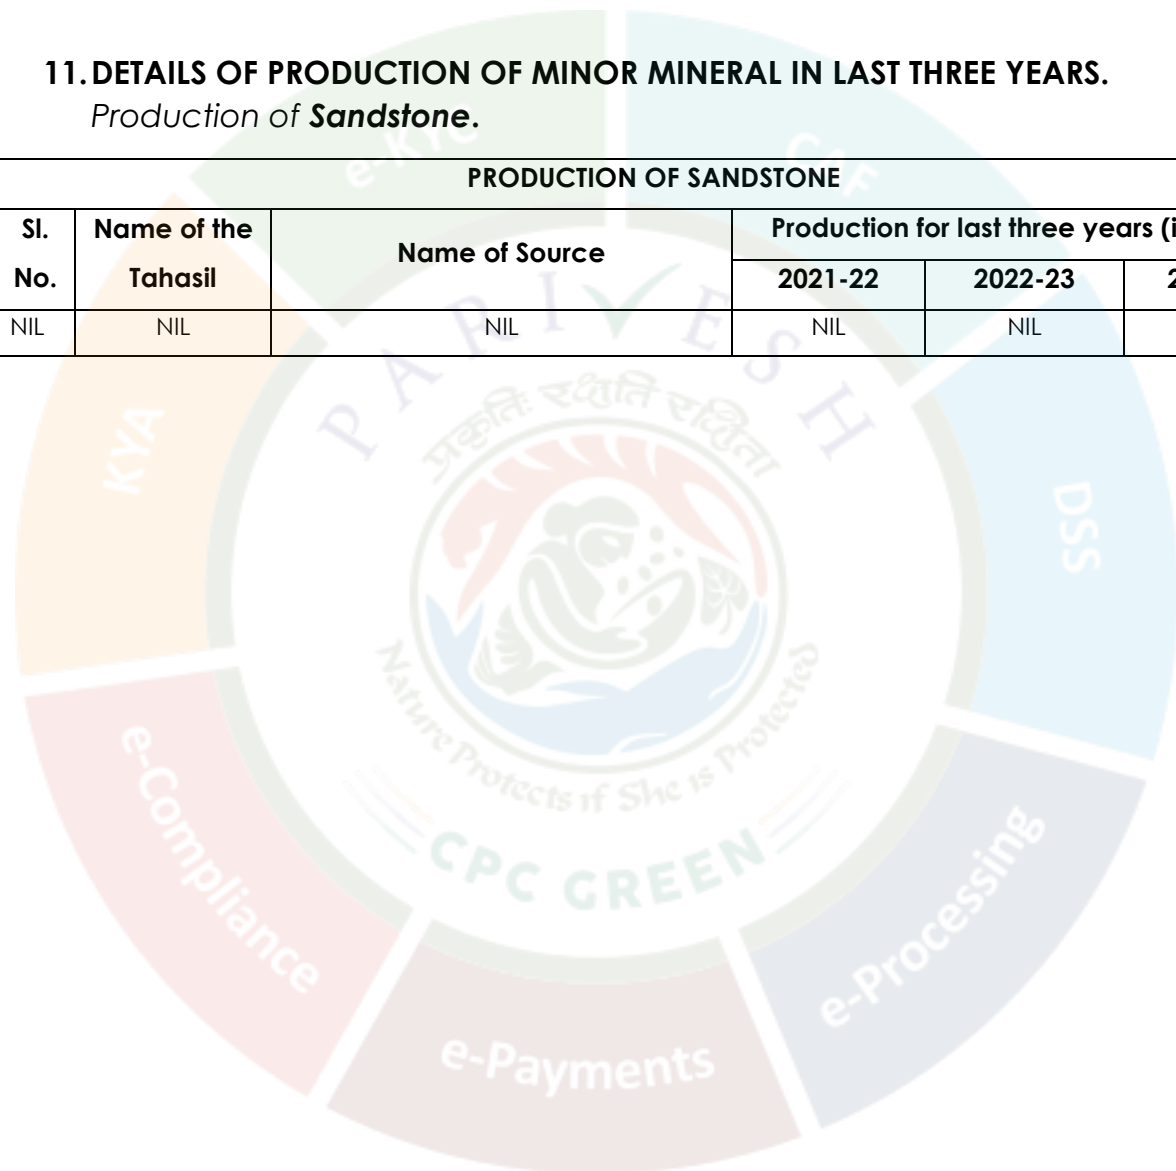 11. DETAILS OF PRODUCTION OF MINOR MINERAL IN LAST THREE YEARS.
Production of Sandstone.
PRODUCTION OF SANDSTONE
Sl. No.
Name of the Tahasil
Name of Source
Production for last three years (i
2021-22
2022-23
2
NIL
NIL
NIL
NIL
NIL
e-KYC
CAF
KYA
DSS
PARIVESH
प्रकृतिः रक्षति रक्षिता
Nature Protects if She is Protected
CPC GREEN
e-Compliance
e-Processing
e-Payments